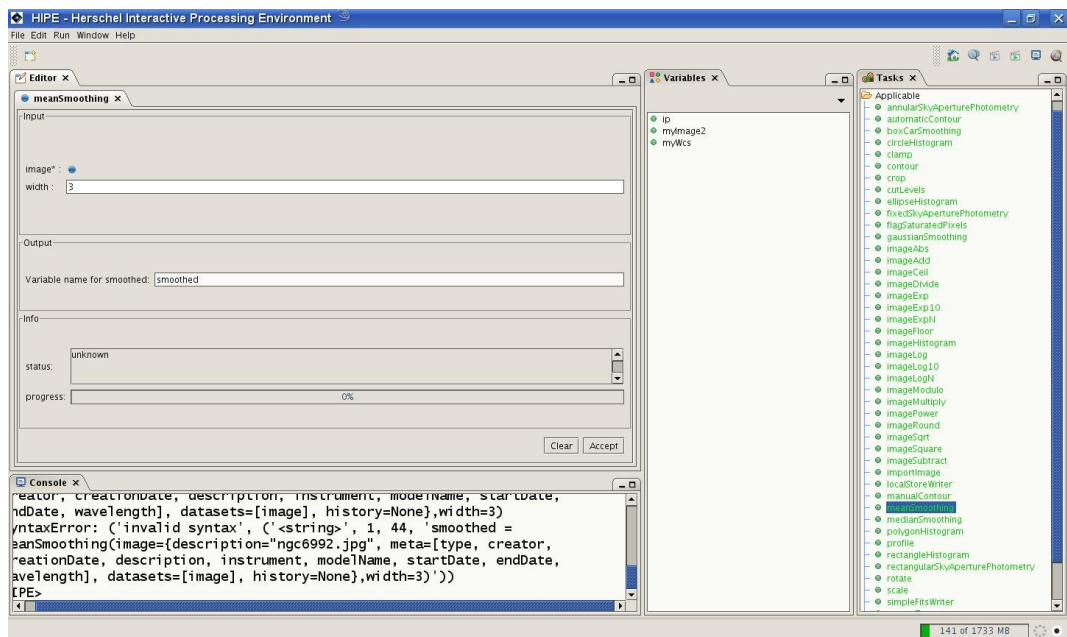 HIPE - Herschel Interactive Processing Environment
File Edit Run Window Help
Editor
meanSmoothing
Input
image* :
width : 3
Output
Variable name for smoothed: smoothed
Info
status: unknown
progress: 0%
Clear Accept
Console
reator, creationDate, description, instrument, modelName, startDate,
ndDate, wavelength], datasets=[image], history=None},width=3)
yntaxError: ('invalid syntax', ('<string>', 1, 44, 'smoothed =
eanSmoothing(image={description="ngc6992.jpg", meta=[type, creator,
reationDate, description, instrument, modelName, startDate, endDate,
avelength], datasets=[image], history=None},width=3)'))
IPE>
Variables
ip
myImage2
myWcs
Tasks
Applicable
annularSkyAperturePhotometry
automaticContour
boxCarSmoothing
circleHistogram
clamp
contour
crop
cutLevels
ellipseHistogram
fixedSkyAperturePhotometry
flagSaturatedPixels
gaussianSmoothing
imageAbs
imageAdd
imageCeil
imageDivide
imageExp
imageExp10
imageExpN
imageFloor
imageHistogram
imageLog
imageLog10
imageLogN
imageModulo
imageMultiply
imagePower
imageRound
imageSqrt
imageSquare
imageSubtract
importImage
localStoreWriter
manualContour
meanSmoothing
medianSmoothing
polygonHistogram
profile
rectangleHistogram
rectangularSkyAperturePhotometry
rotate
scale
simpleFitsWriter
141 of 1733 MB